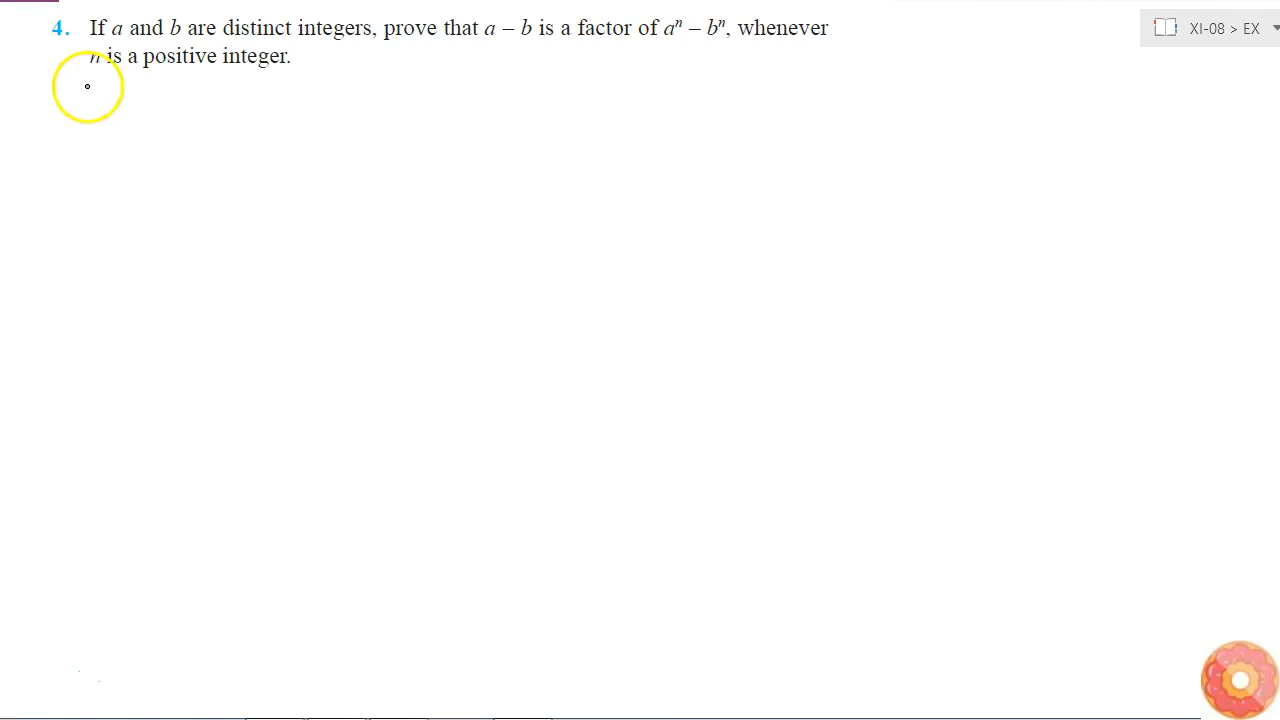 4. If a and b are distinct integers, prove that a – b is a factor of aⁿ – bⁿ, whenever
n is a positive integer.
XI-08 > EX